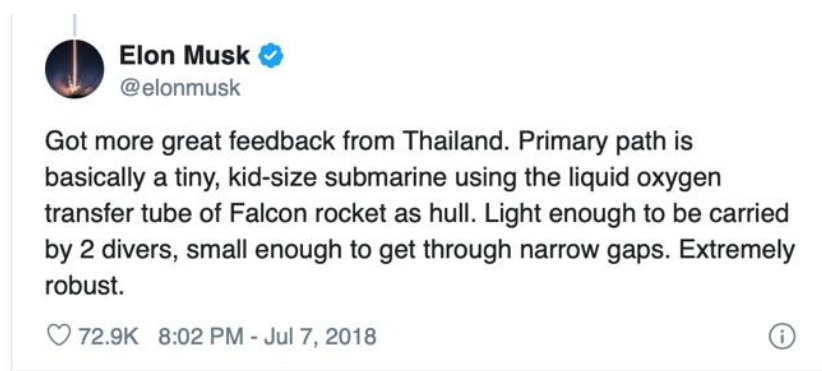 Elon Musk
@elonmusk
Got more great feedback from Thailand. Primary path is
basically a tiny, kid-size submarine using the liquid oxygen
transfer tube of Falcon rocket as hull. Light enough to be carried
by 2 divers, small enough to get through narrow gaps. Extremely
robust.
72.9K 8:02 PM - Jul 7, 2018